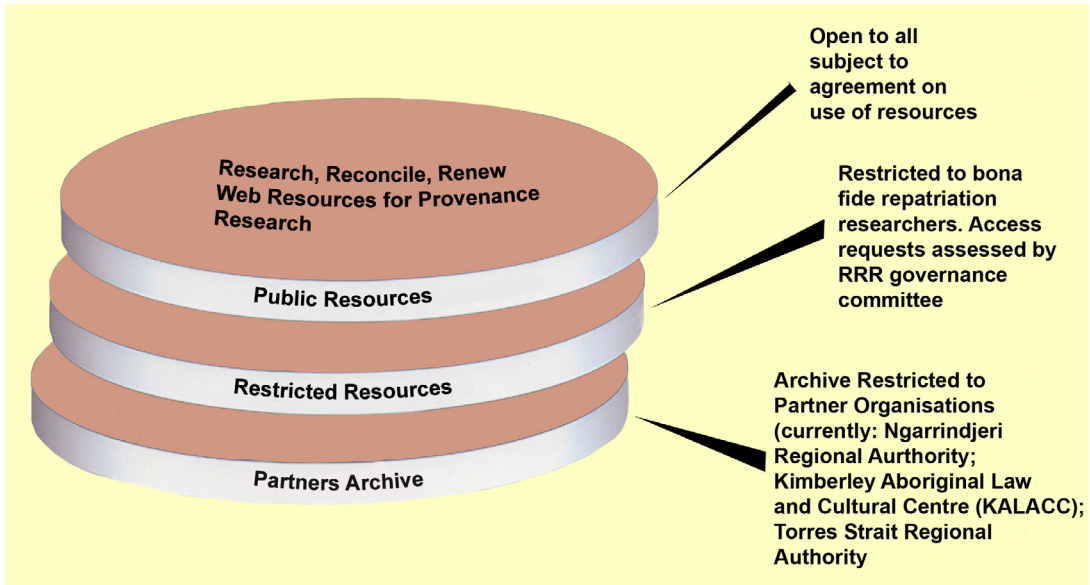 Open to all
subject to
agreement on
use of resources
Research, Reconcile, Renew
Web Resources for Provenance
Research
Restricted to bona
fide repatriation
researchers. Access
requests assessed by
RRR governance
committee
Public Resources
Restricted Resources
Archive Restricted to
Partner Organisations
(currently: Ngarrindjeri
Regional Aurthority;
Kimberley Aboriginal Law
and Cultural Centre (KALACC);
Torres Strait Regional
Authority
Partners Archive